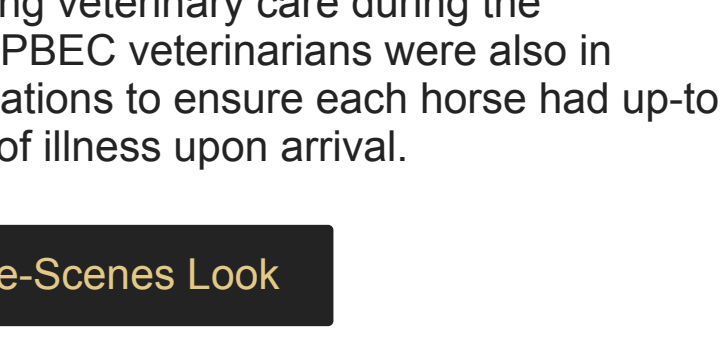 ng veterinary care during the
PBEC veterinarians were also in
ations to ensure each horse had up-to
of illness upon arrival.
e-Scenes Look